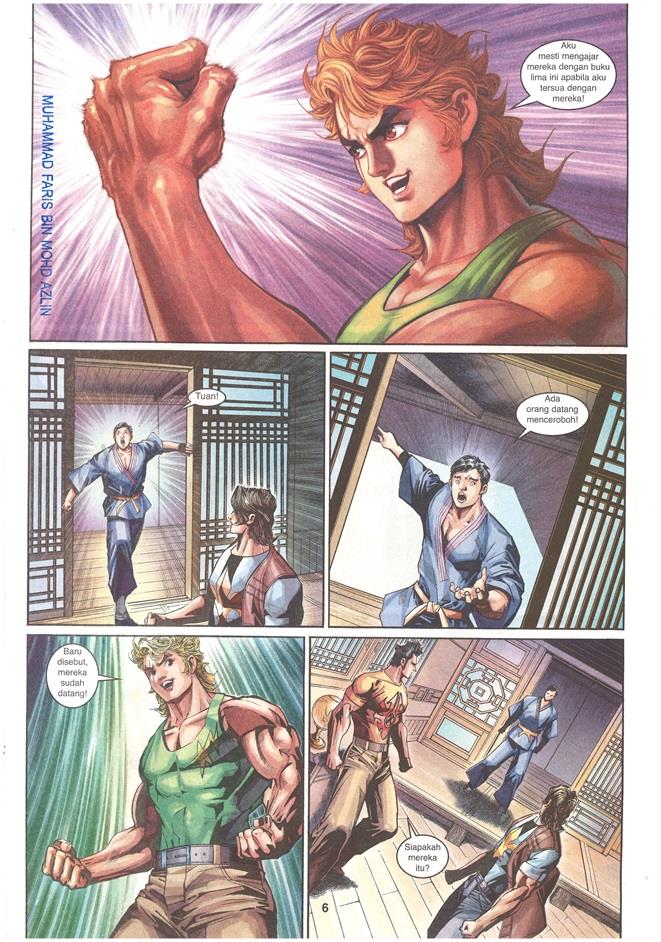 Aku
mesti mengajar
mereka dengan buku
lima ini apabila aku
tersua dengan
mereka!
MUHAMMAD FARIS BIN MOHD AZLIN
Tuan!
Ada
orang datang
menceroboh!
Baru
disebut,
mereka
sudah
datang!
Siapakah
mereka
itu?
6